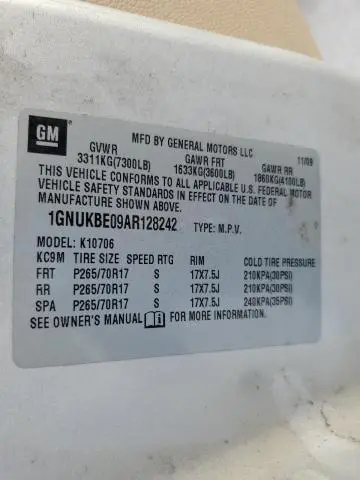 GM
MFD BY GENERAL MOTORS LLC 11/09
GVWR GAWR FRT GAWR RR
3311KG(7300LB) 1633KG(3600LB) 1860KG(4100LB)
THIS VEHICLE CONFORMS TO ALL APPLICABLE U.S. FEDERAL MOTOR
VEHICLE SAFETY STANDARDS IN EFFECT ON THE DATE OF
MANUFACTURE SHOWN ABOVE.
1GNUKBE09AR128242 TYPE: M.P.V.
MODEL: K10706
KC9M TIRE SIZE SPEED RTG RIM COLD TIRE PRESSURE
FRT P265/70R17 S 17X7.5J 210KPA(30PSI)
RR P265/70R17 S 17X7.5J 210KPA(30PSI)
SPA P265/70R17 S 17X7.5J 240KPA(35PSI)
SEE OWNER'S MANUAL FOR MORE INFORMATION.